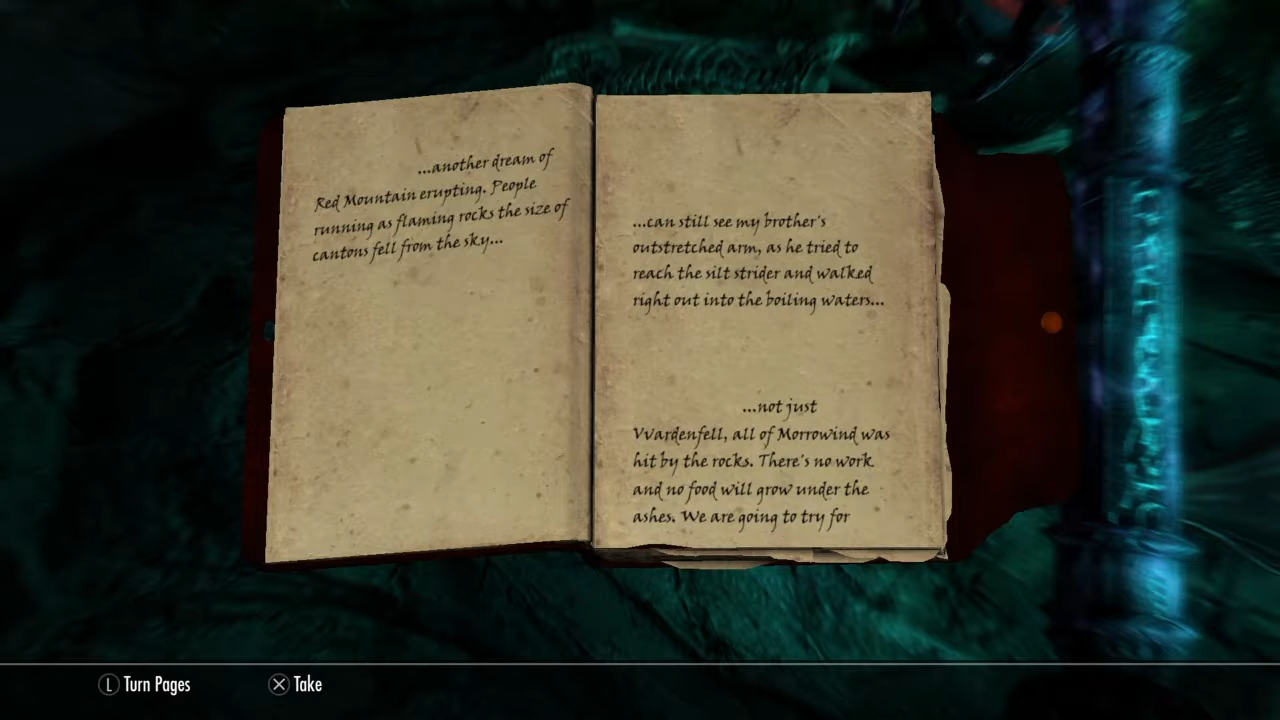 ...another dream of
Red Mountain erupting. People
running as flaming rocks the size of
cantons fell from the sky...
...can still see my brother's
outstretched arm, as he tried to
reach the silt strider and walked
right out into the boiling waters...
...not just
Vvardenfell, all of Morrowind was
hit by the rocks. There's no work
and no food will grow under the
ashes. We are going to try for
L Turn Pages
X Take